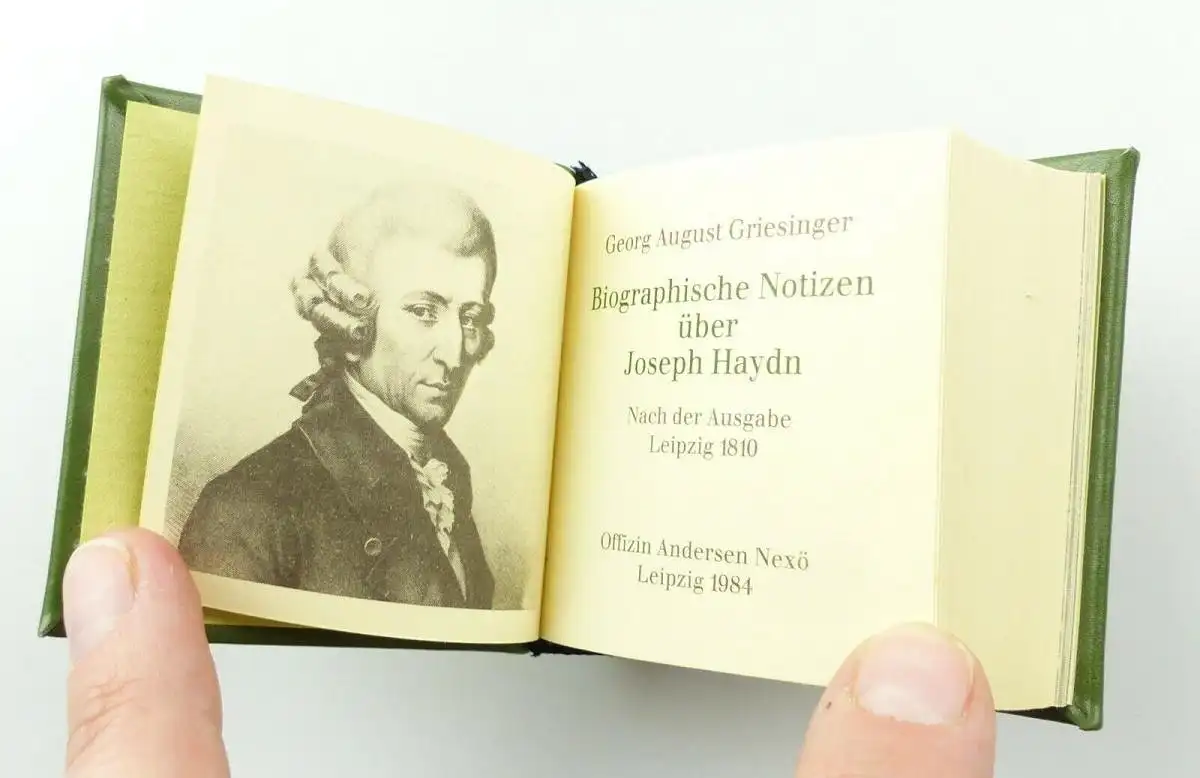 Georg August Griesinger
Biographische Notizen
über
Joseph Haydn
Nach der Ausgabe
Leipzig 1810
Offizin Andersen Nexö
Leipzig 1984